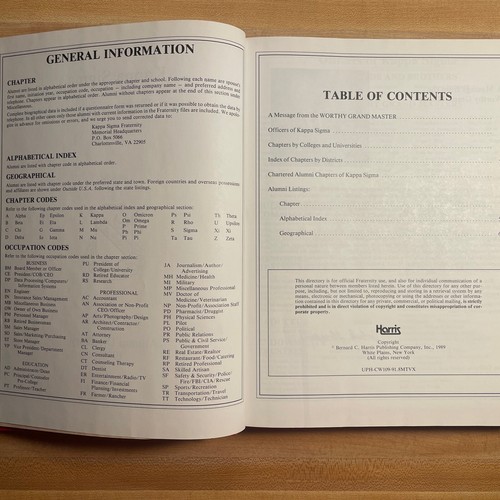 GENERAL INFORMATION
CHAPTER
Alumni are listed in alphabetical order under the appropriate chapter and school. Following each name are spouse's
first name, initiation year, occupation, occupation — including company name — and preferred address and
telephone. Chapters appear in alphabetical order. Alumni without chapters appear at the end of this section under
Miscellaneous.
Complete biographical data is included if a questionnaire form was returned or if it was possible to obtain the data by
telephone. In all other cases only those alumni with current information in the Fraternity files are included. We
prior in advance for omissions or errors, and we urge you to send corrected data to:
Kappa Sigma Fraternity
Memorial Headquarters
P.O. Box 5066
Charlottesville, VA 22905
ALPHABETICAL INDEX
Alumni are listed with chapter code in alphabetical order.
GEOGRAPHICAL
Alumni are listed with chapter code under the preferred state and town. Foreign countries and overseas possessions
and affiliates are shown under Outside U.S.A. following the main listings.
CHAPTER CODES
Refer to the following codes used in the alphabetical index and geographical section:
A Alpha Ep Epsilon K Kappa O Omicron Ps Psi Th Theta
B Beta Et Eta L Lambda Om Omega R Rho U Upsilon
C Chi G Gamma M Mu P Prime S Sigma Xi Xi
D Delta Io Iota N Nu Ph Phi Ta Tau Z Zeta
Pi Pi
OCCUPATION CODES
Refer to the following occupation codes used in the chapter section:
BUSINESS
BM Board Member or Officer
CE President/COB/CEO
DP Data Processing/Computer/
Information Systems
EN Engineer
IN Insurance Sales/Management
MB Miscellaneous Business
OB Owner of Own Business
PM Personnel Manager
RB Retired
SM Sales Manager
SP Sales/Marketing/Purchasing
ST Store Manager
VP Vice President/Department
Manager
EDUCATION
AD Administrator/Dean
PC Principal/Counselor
Pre-College
PT Professor/Teacher
PU President of
College/University
RD Retired Educator
RS Research
PROFESSIONAL
AC Accountant
AN Association or Non-Profit
CEO/Officer
AP Arts/Photography/Design
AR Architect/Contractor/
Construction
AT Attorney
BA Banker
CL Clergy
CN Consultant
CT Counseling/Therapy
DT Dentist
ER Entertainment/Radio/TV
FI Finance/Financial
Planning/Investments
FR Farmer/Rancher
JA Journalism/Author/
Advertising
MH Medicine/Health
MI Military
MP Miscellaneous Professional
MV Doctor of
Medicine/Veterinarian
NP Non-Profit/Association Staff
PD Pharmacist/Druggist
PH Physical Sciences
PL Pilot
PO Political
PR Public Relations
PS Public & Civil Service/
Government
RE Real Estate/Realtor
RF Restaurant/Food/Catering
RP Retired Professional
SA Skilled Artisan
SF Safety & Security/Police/
Fire/FBI/CIA/Rescue
SP Sports/Recreation
TR Transportation/Travel
TT Technology/Technician
TABLE OF CONTENTS
A Message from the WORTHY GRAND MASTER
Officers of Kappa Sigma
Chapters by Colleges and Universities
Index of Chapters by Districts
Chartered Alumni Chapters of Kappa Sigma
Alumni Listings:
Chapter
Alphabetical Index
Geographical
This directory is for official Fraternity use, and also for individual communication of a
personal nature between members listed herein. Use of this directory for any other pur-
pose, including, but not limited to, reproducing and storing in a retrieval system by any
means, electronic or mechanical, photocopying or using the addresses or other infor-
mation contained in this directory for any private, commercial, or political mailing is strictly
prohibited and is in direct violation of copyright and constitutes misappropriation of cor-
porate property.
Harris
Copyright
© Bernard C. Harris Publishing Company, Inc., 1989
White Plains, New York
(All rights reserved)